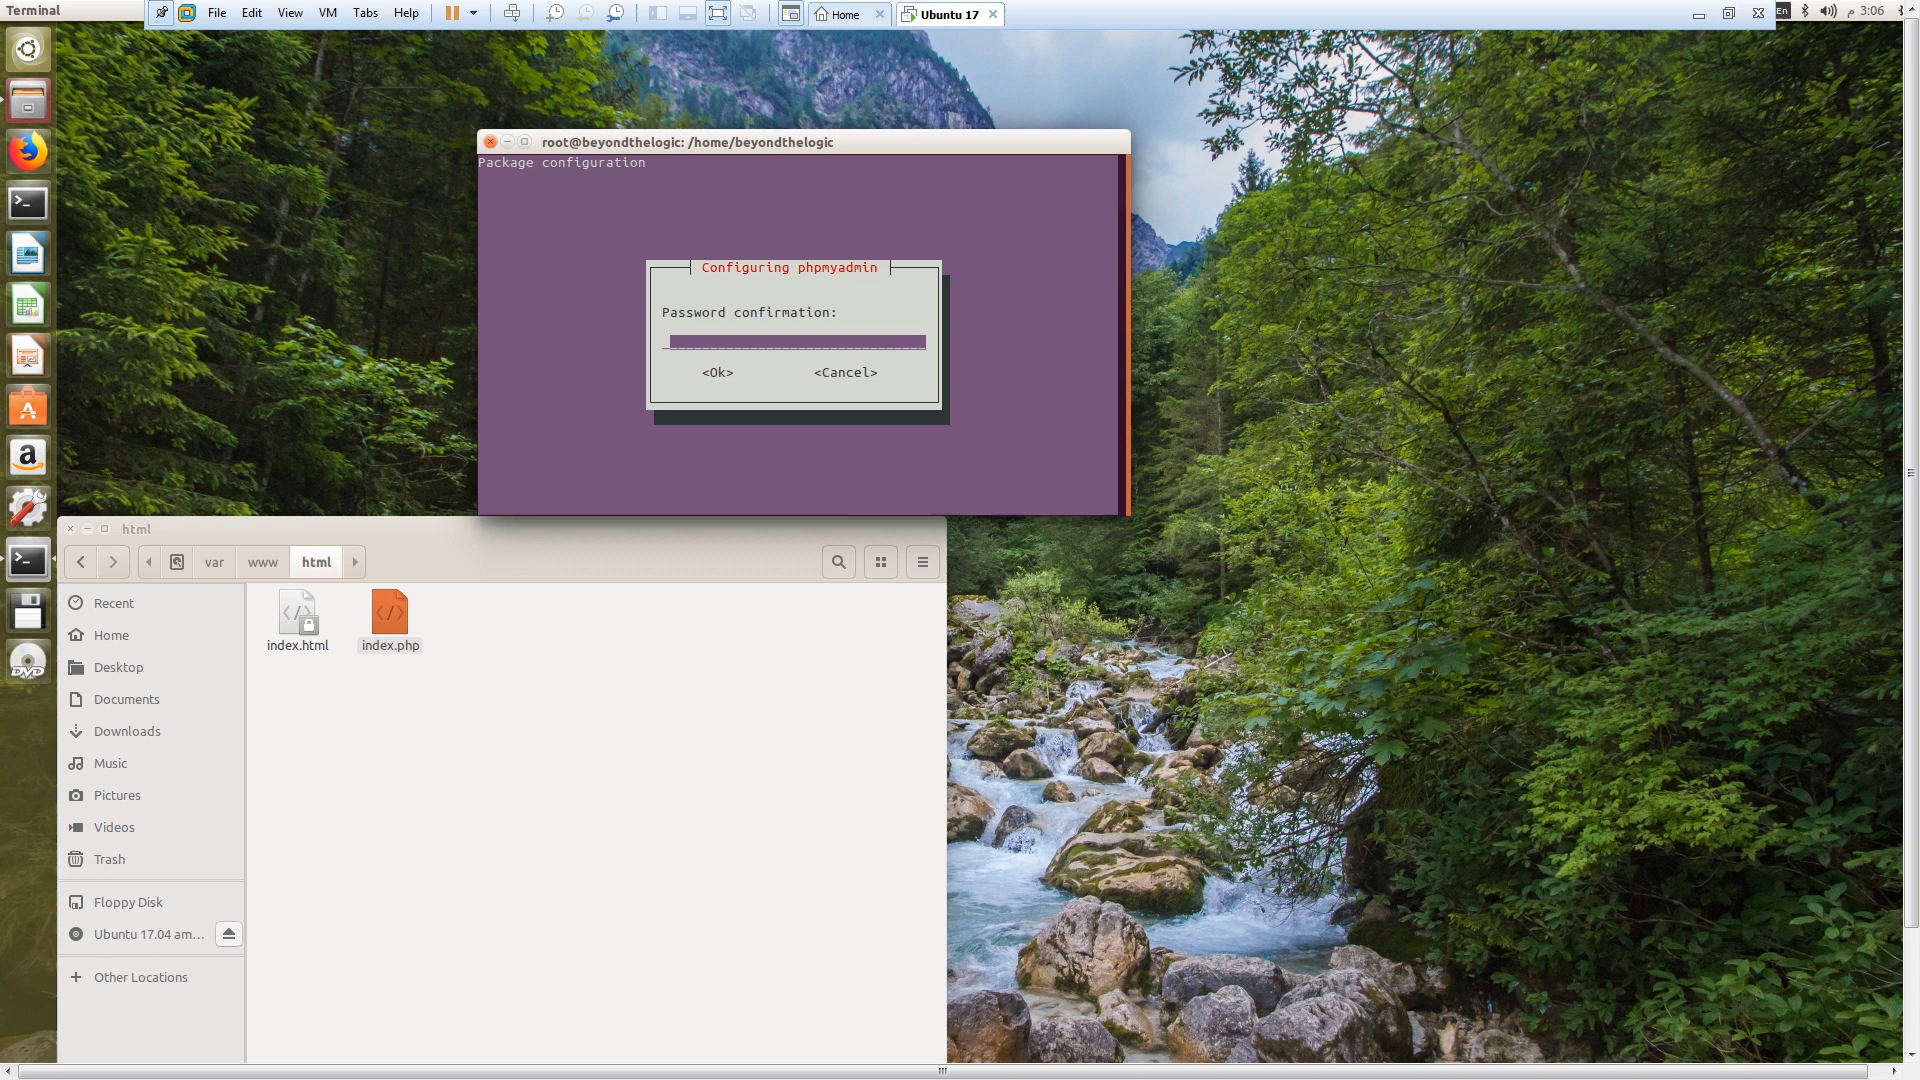 Terminal
File Edit View VM Tabs Help
Home
Ubuntu 17
En
3:06 م
root@beyondthelogic: /home/beyondthelogic
Package configuration
Configuring phpmyadmin
Password confirmation:
<Ok> <Cancel>
html
var www html
Recent
Home
Desktop
Documents
Downloads
Music
Pictures
Videos
Trash
Floppy Disk
Ubuntu 17.04 am...
Other Locations
index.html
index.php
a
DVD